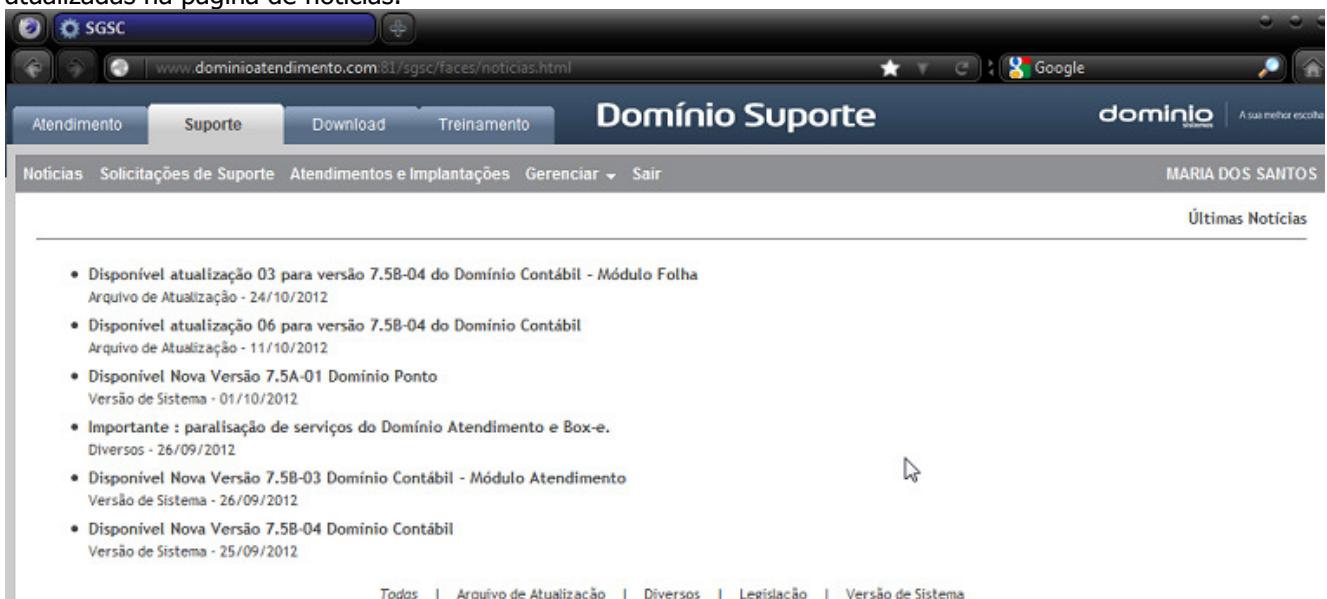 atualizadas na página de notícias.
SGSC
www.dominioatendimento.com:81/sgsc/faces/noticias.html
Google
Atendimento Suporte Download Treinamento Domínio Suporte domínio sistemas A sua melhor escolha
Notícias Solicitações de Suporte Atendimentos e Implantações Gerenciar Sair MARIA DOS SANTOS
Últimas Notícias
• Disponível atualização 03 para versão 7.5B-04 do Domínio Contábil - Módulo Folha
Arquivo de Atualização - 24/10/2012
• Disponível atualização 06 para versão 7.5B-04 do Domínio Contábil
Arquivo de Atualização - 11/10/2012
• Disponível Nova Versão 7.5A-01 Domínio Ponto
Versão de Sistema - 01/10/2012
• Importante : paralisação de serviços do Domínio Atendimento e Box-e.
Diversos - 26/09/2012
• Disponível Nova Versão 7.5B-03 Domínio Contábil - Módulo Atendimento
Versão de Sistema - 26/09/2012
• Disponível Nova Versão 7.5B-04 Domínio Contábil
Versão de Sistema - 25/09/2012
Todas | Arquivo de Atualização | Diversos | Legislação | Versão de Sistema